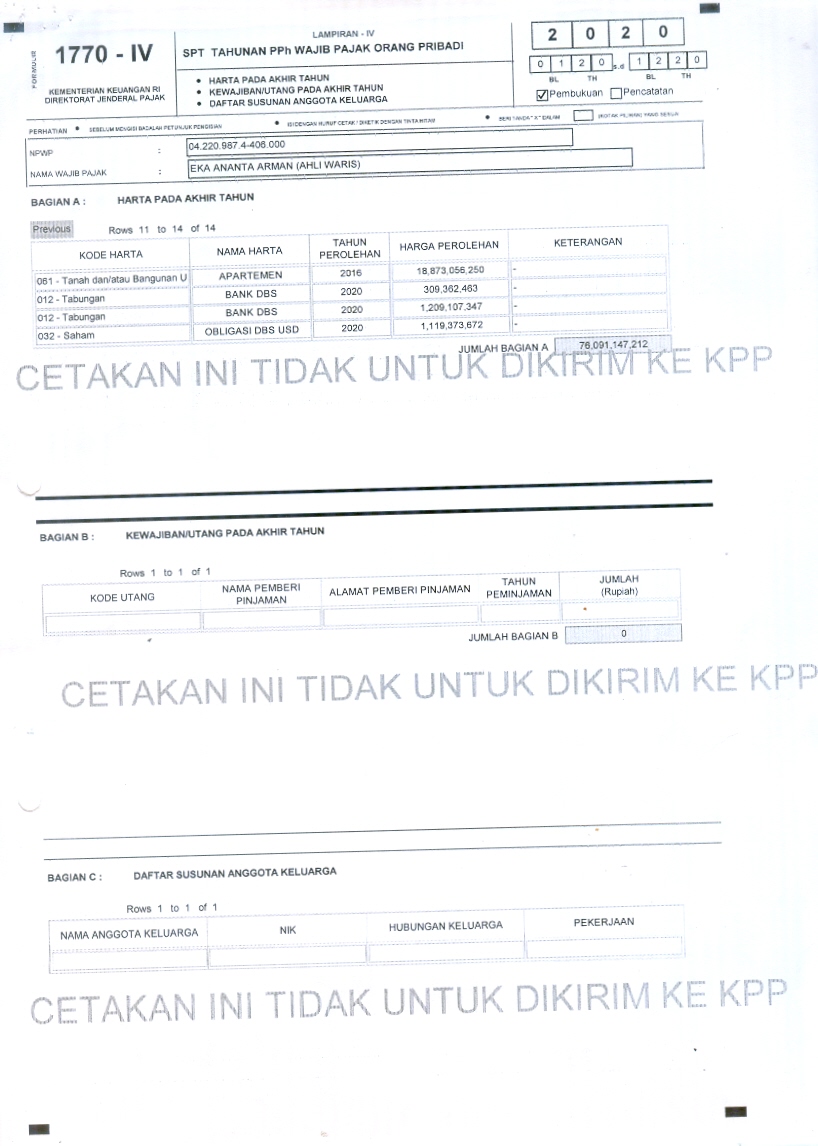 FORMULIR
1770 - IV
KEMENTERIAN KEUANGAN RI
DIREKTORAT JENDERAL PAJAK
LAMPIRAN - IV
SPT TAHUNAN PPh WAJIB PAJAK ORANG PRIBADI
• HARTA PADA AKHIR TAHUN
• KEWAJIBAN/UTANG PADA AKHIR TAHUN
• DAFTAR SUSUNAN ANGGOTA KELUARGA
2 0 2 0
0 1 2 0 s.d 1 2 2 0
BL TH BL TH
Pembukuan Pencatatan
PERHATIAN • SEBELUM MENGISI BACALAH PETUNJUK PENGISIAN • ISI DENGAN HURUF CETAK / DIKETIK DENGAN TINTA HITAM • BERI TANDA "X" DALAM (KOTAK PILIHAN) YANG SESUAI
NPWP : 04.220.987.4-406.000
NAMA WAJIB PAJAK : EKA ANANTA ARMAN (AHLI WARIS)
BAGIAN A : HARTA PADA AKHIR TAHUN
Previous Rows 11 to 14 of 14
KODE HARTA NAMA HARTA TAHUN PEROLEHAN HARGA PEROLEHAN KETERANGAN
061 - Tanah dan/atau Bangunan U APARTEMEN 2016 18,873,056,250 -
012 - Tabungan BANK DBS 2020 309,362,463 -
012 - Tabungan BANK DBS 2020 1,209,107,347 -
032 - Saham OBLIGASI DBS USD 2020 1,119,373,672 -
JUMLAH BAGIAN A 76,091,147,212
CETAKAN INI TIDAK UNTUK DIKIRIM KE KPP
BAGIAN B : KEWAJIBAN/UTANG PADA AKHIR TAHUN
Rows 1 to 1 of 1
KODE UTANG NAMA PEMBERI PINJAMAN ALAMAT PEMBERI PINJAMAN TAHUN PEMINJAMAN JUMLAH (Rupiah)
JUMLAH BAGIAN B 0
CETAKAN INI TIDAK UNTUK DIKIRIM KE KPP
BAGIAN C : DAFTAR SUSUNAN ANGGOTA KELUARGA
Rows 1 to 1 of 1
NAMA ANGGOTA KELUARGA NIK HUBUNGAN KELUARGA PEKERJAAN
CETAKAN INI TIDAK UNTUK DIKIRIM KE KPP